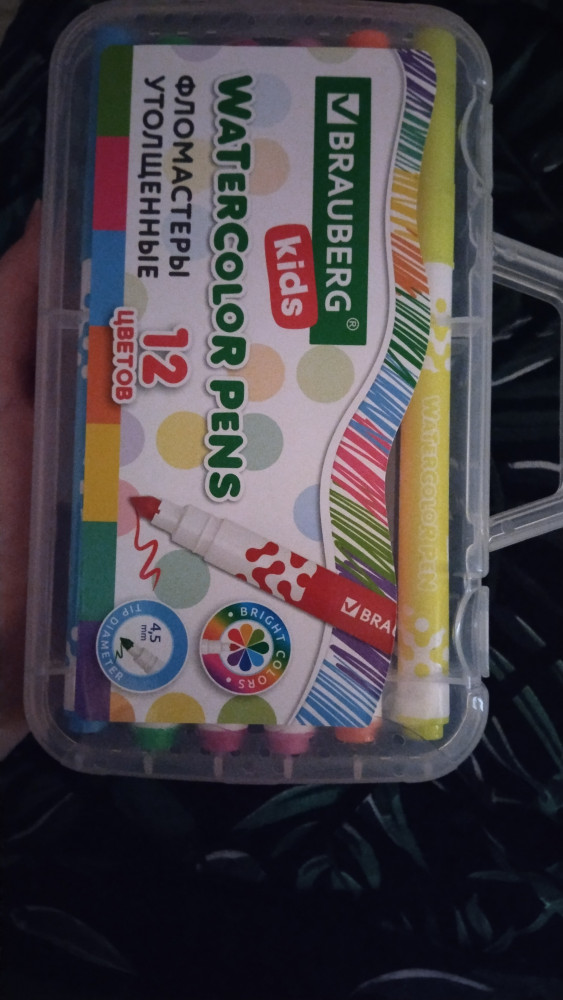 BRAUBERG®
kids
WATERCOLOR PENS
ФЛОМАСТЕРЫ
УТОЛЩЕННЫЕ
12
ЦВЕТОВ
BRAU
BRIGHT COLORS
4,5
mm
TIP DIAMETER
WATERCOLOR PEN